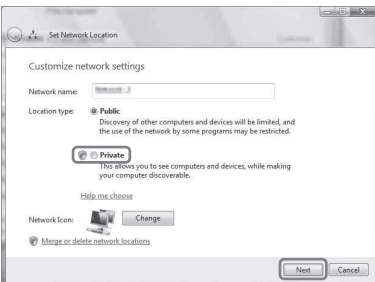 Set Network Location
Customize network settings
Network name:
Location type:
Public
Discovery of other computers and devices will be limited, and
the use of the network by some programs may be restricted.
Private
This allows you to see computers and devices, while making
your computer discoverable.
Help me choose
Network Icon:
Change
Merge or delete network locations
Next
Cancel